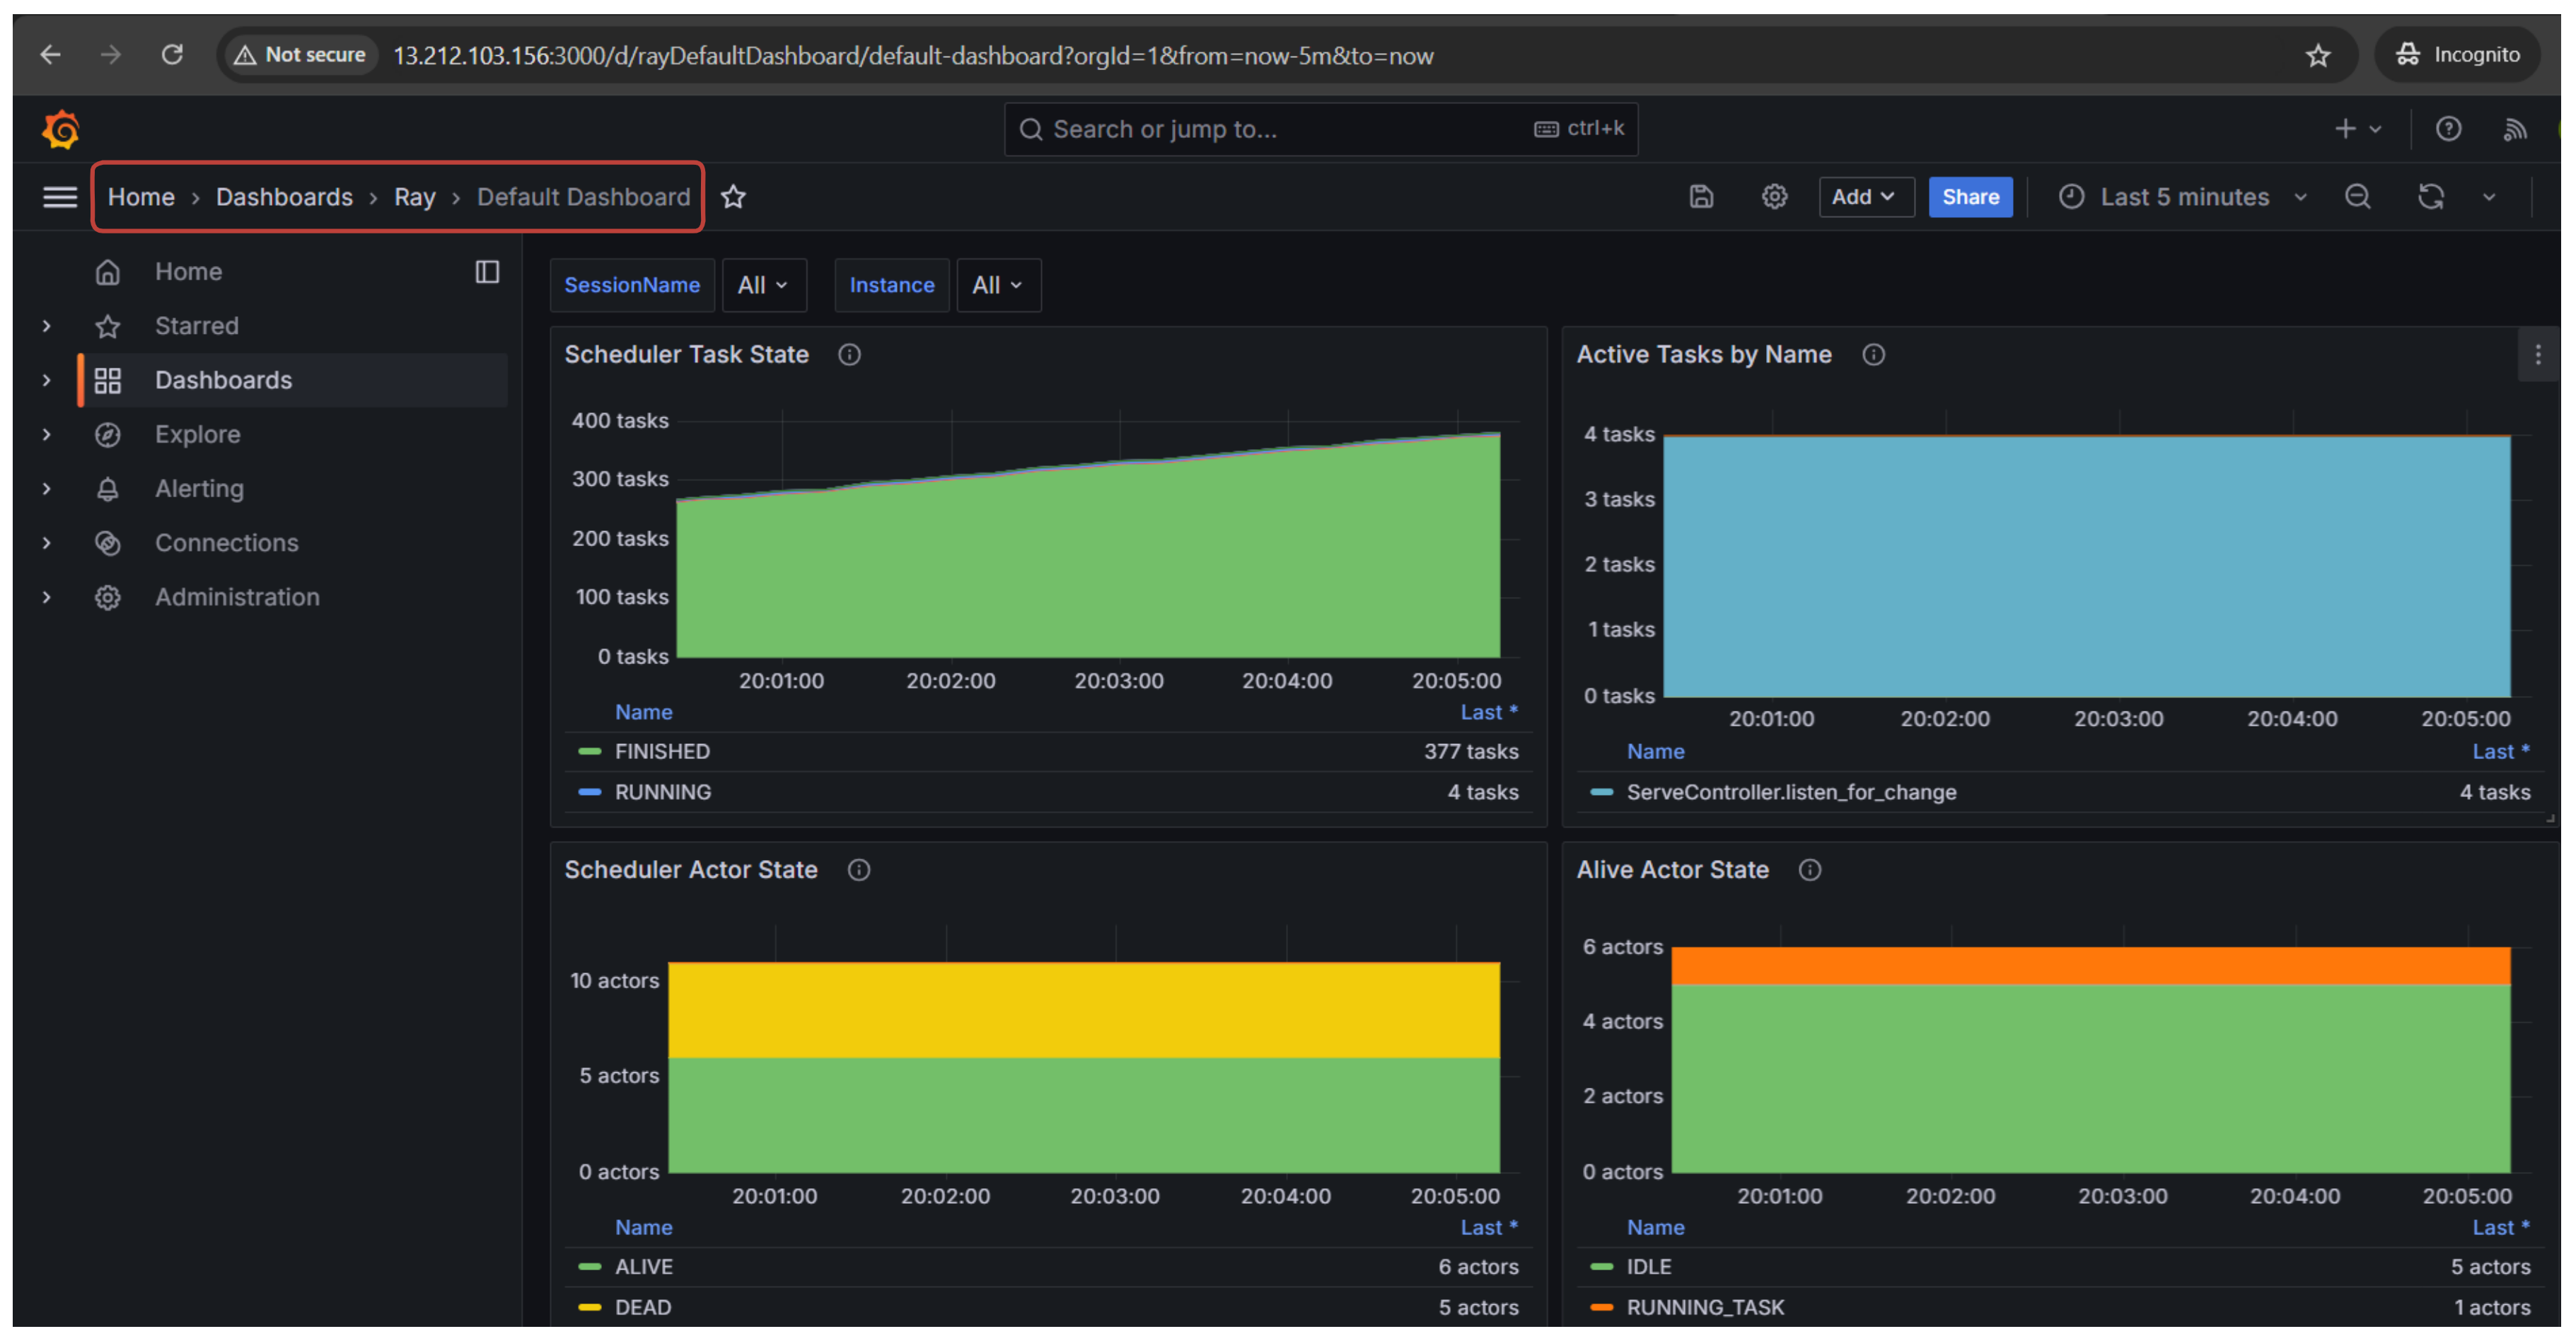 Not secure 13.212.103.156:3000/d/rayDefaultDashboard/default-dashboard?orgId=1&from=now-5m&to=now Incognito
Search or jump to... ctrl+k
Home > Dashboards > Ray > Default Dashboard Add Share Last 5 minutes
Home
Starred
Dashboards
Explore
Alerting
Connections
Administration
SessionName All Instance All
Scheduler Task State
400 tasks
300 tasks
200 tasks
100 tasks
0 tasks
20:01:00 20:02:00 20:03:00 20:04:00 20:05:00
Name Last *
FINISHED 377 tasks
RUNNING 4 tasks
Active Tasks by Name
4 tasks
3 tasks
2 tasks
1 tasks
0 tasks
20:01:00 20:02:00 20:03:00 20:04:00 20:05:00
Name Last *
ServeController.listen_for_change 4 tasks
Scheduler Actor State
10 actors
5 actors
0 actors
20:01:00 20:02:00 20:03:00 20:04:00 20:05:00
Name Last *
ALIVE 6 actors
DEAD 5 actors
Alive Actor State
6 actors
4 actors
2 actors
0 actors
20:01:00 20:02:00 20:03:00 20:04:00 20:05:00
Name Last *
IDLE 5 actors
RUNNING_TASK 1 actors